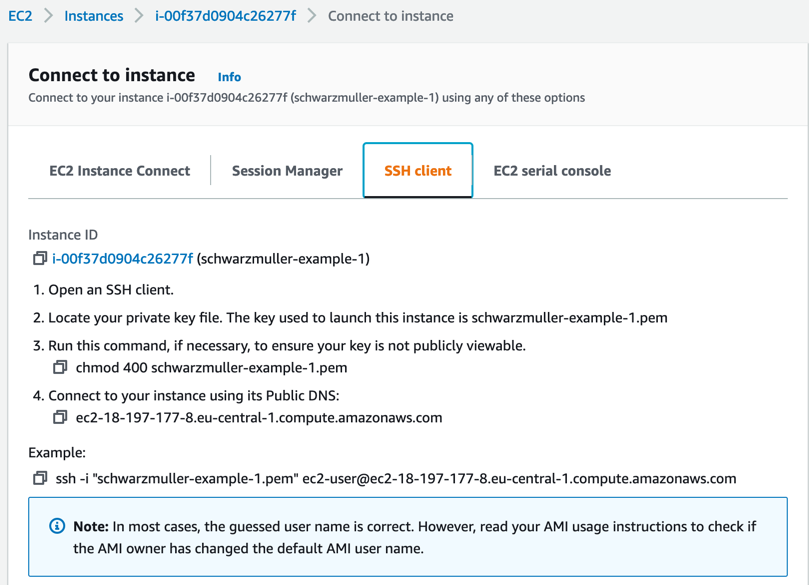 EC2 > Instances > i-00f37d0904c26277f > Connect to instance
Connect to instance Info
Connect to your instance i-00f37d0904c26277f (schwarzmuller-example-1) using any of these options
EC2 Instance Connect Session Manager SSH client EC2 serial console
Instance ID
i-00f37d0904c26277f (schwarzmuller-example-1)
1. Open an SSH client.
2. Locate your private key file. The key used to launch this instance is schwarzmuller-example-1.pem
3. Run this command, if necessary, to ensure your key is not publicly viewable.
chmod 400 schwarzmuller-example-1.pem
4. Connect to your instance using its Public DNS:
ec2-18-197-177-8.eu-central-1.compute.amazonaws.com
Example:
ssh -i "schwarzmuller-example-1.pem" ec2-user@ec2-18-197-177-8.eu-central-1.compute.amazonaws.com
Note: In most cases, the guessed user name is correct. However, read your AMI usage instructions to check if
the AMI owner has changed the default AMI user name.